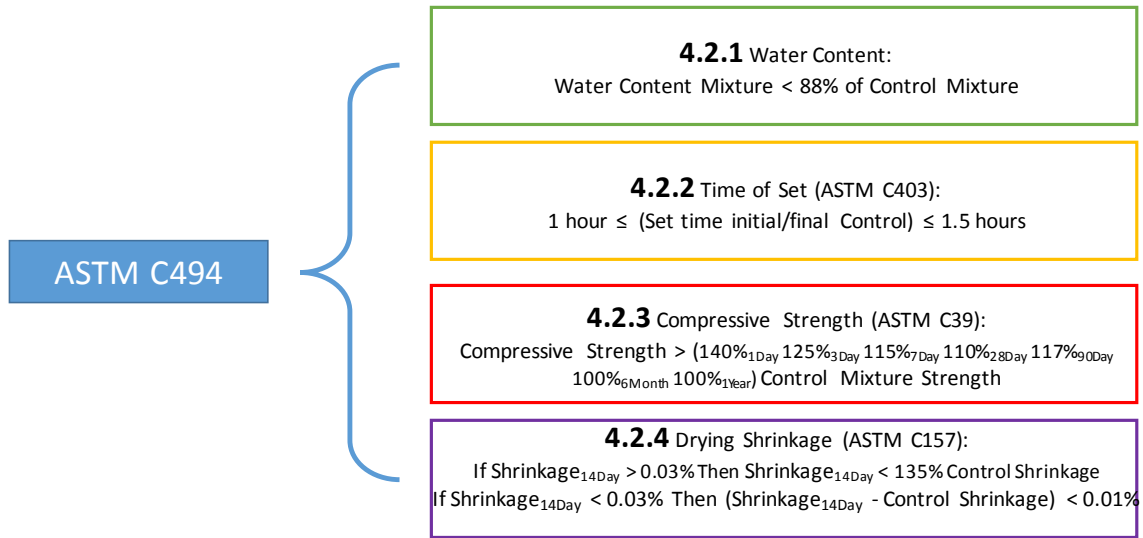 ASTM C494
4.2.1 Water Content:
Water Content Mixture < 88% of Control Mixture
4.2.2 Time of Set (ASTM C403):
1 hour ≤ (Set time initial/final Control) ≤ 1.5 hours
4.2.3 Compressive Strength (ASTM C39):
Compressive Strength > (140%1Day 125%3Day 115%7Day 110%28Day 117%90Day
100%6Month 100%1Year) Control Mixture Strength
4.2.4 Drying Shrinkage (ASTM C157):
If Shrinkage14Day > 0.03% Then Shrinkage14Day < 135% Control Shrinkage
If Shrinkage14Day < 0.03% Then (Shrinkage14Day - Control Shrinkage) < 0.01%